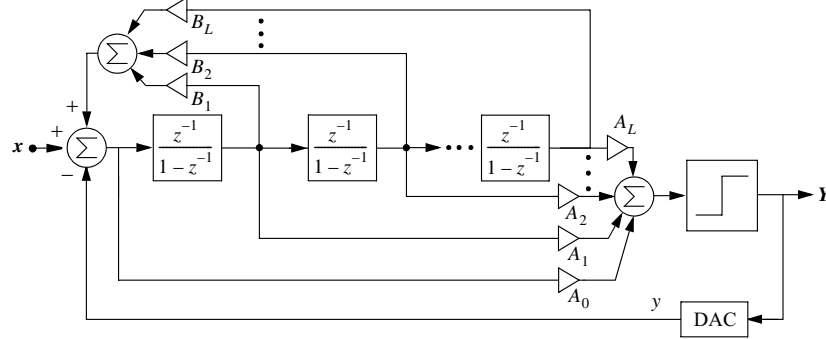 B_L
Σ
B_2
B_1
+
x
+
Σ
−
z^{-1}
1 − z^{-1}
z^{-1}
1 − z^{-1}
z^{-1}
1 − z^{-1}
A_L
A_2
Σ
A_1
A_0
Y
y
DAC